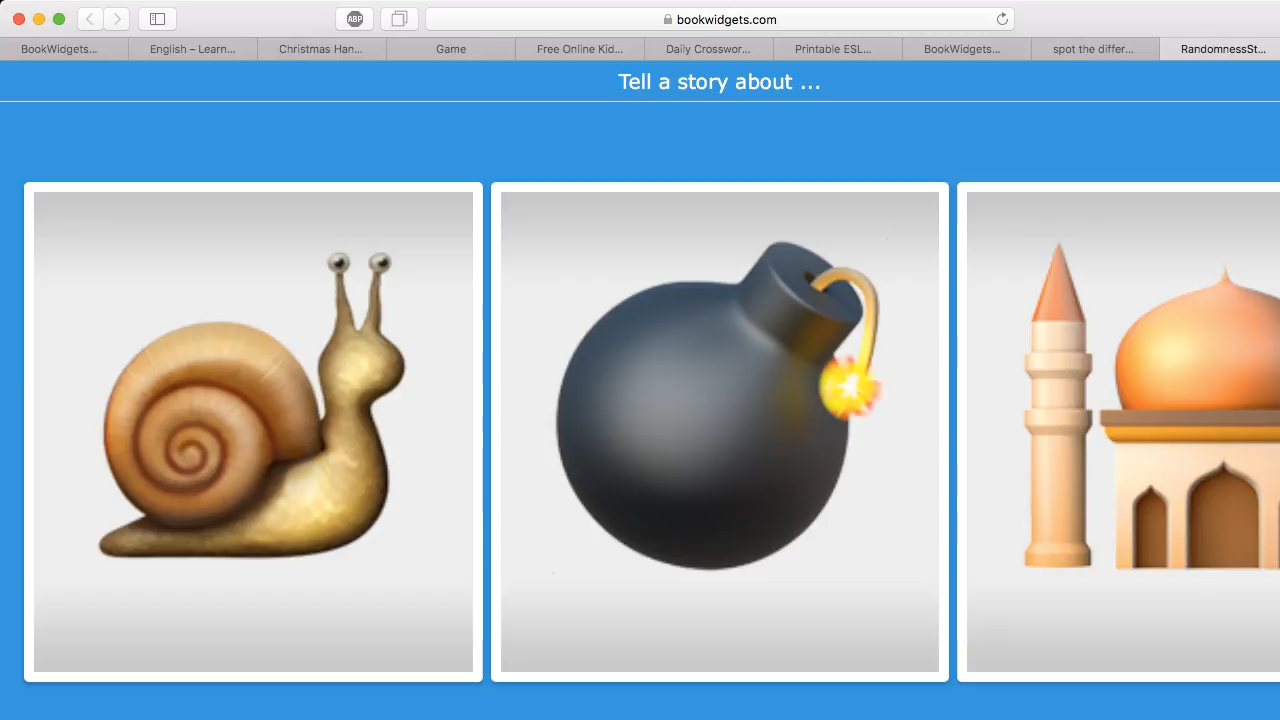 ABP
bookwidgets.com
BookWidgets...
English – Learn...
Christmas Han...
Game
Free Online Kid...
Daily Crosswor...
Printable ESL...
BookWidgets...
spot the differ...
RandomnessSt...
Tell a story about ...